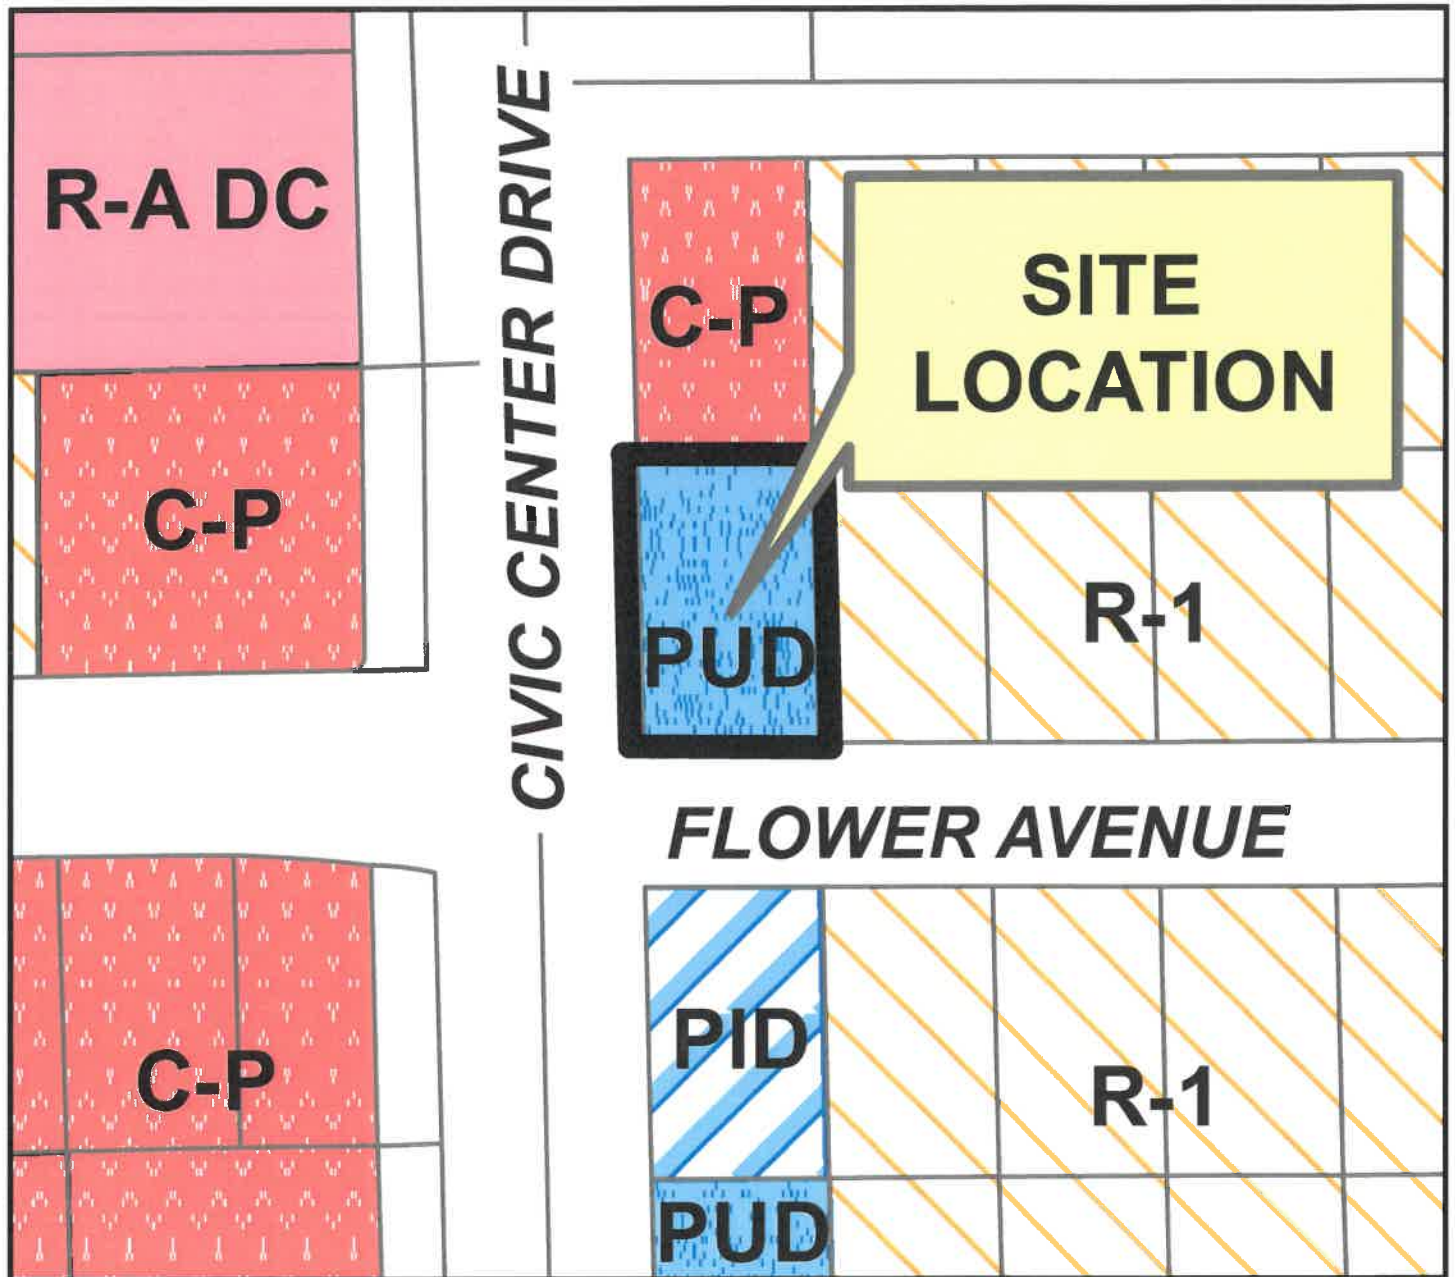 R-A DC
CIVIC CENTER DRIVE
C-P
SITE
LOCATION
C-P
PUD
R-1
FLOWER AVENUE
C-P
PID
R-1
PUD